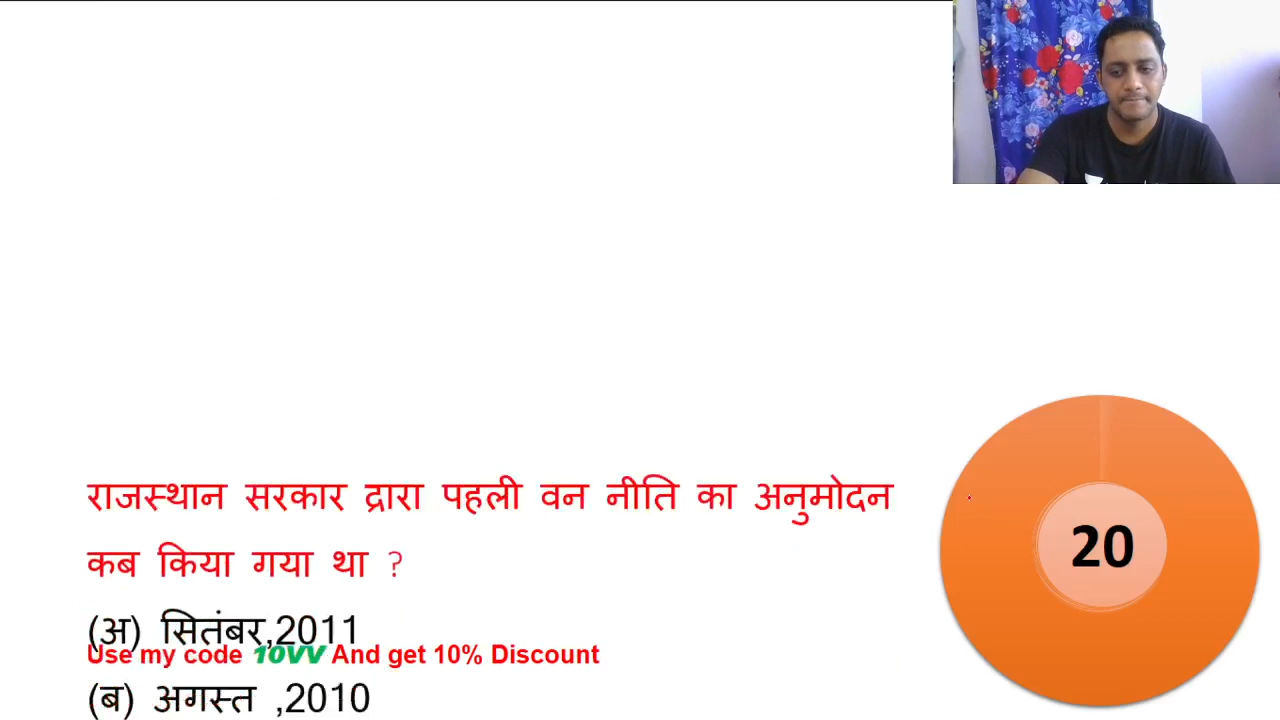 राजस्थान सरकार द्रारा पहली वन नीति का अनुमोदन
कब किया गया था ?
(अ) सितंबर,2011
Use my code 10VV And get 10% Discount
(ब) अगस्त ,2010
20